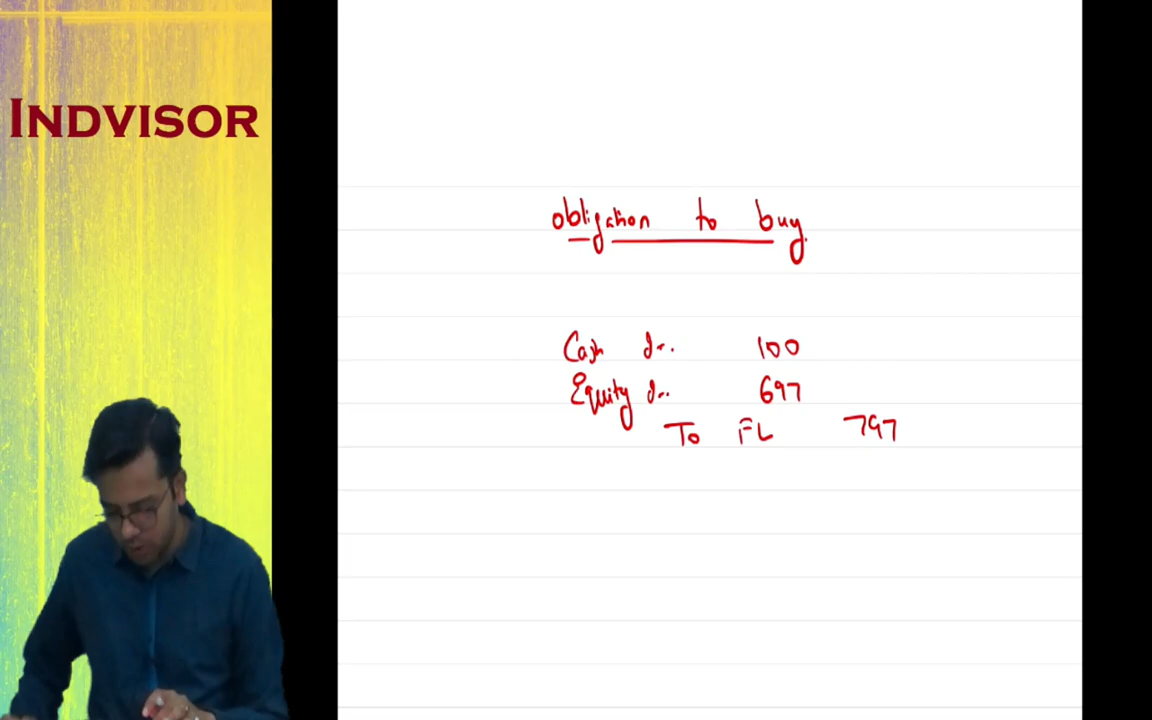 INDVISOR
obligation to buy
Cash dr. 100
Equity dr. 697
To FL 797